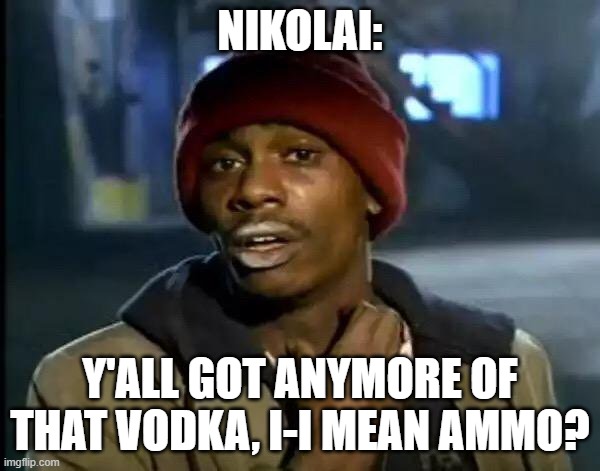 NIKOLAI:
Y'ALL GOT ANYMORE OF
THAT VODKA, I-I MEAN AMMO?
imgflip.com